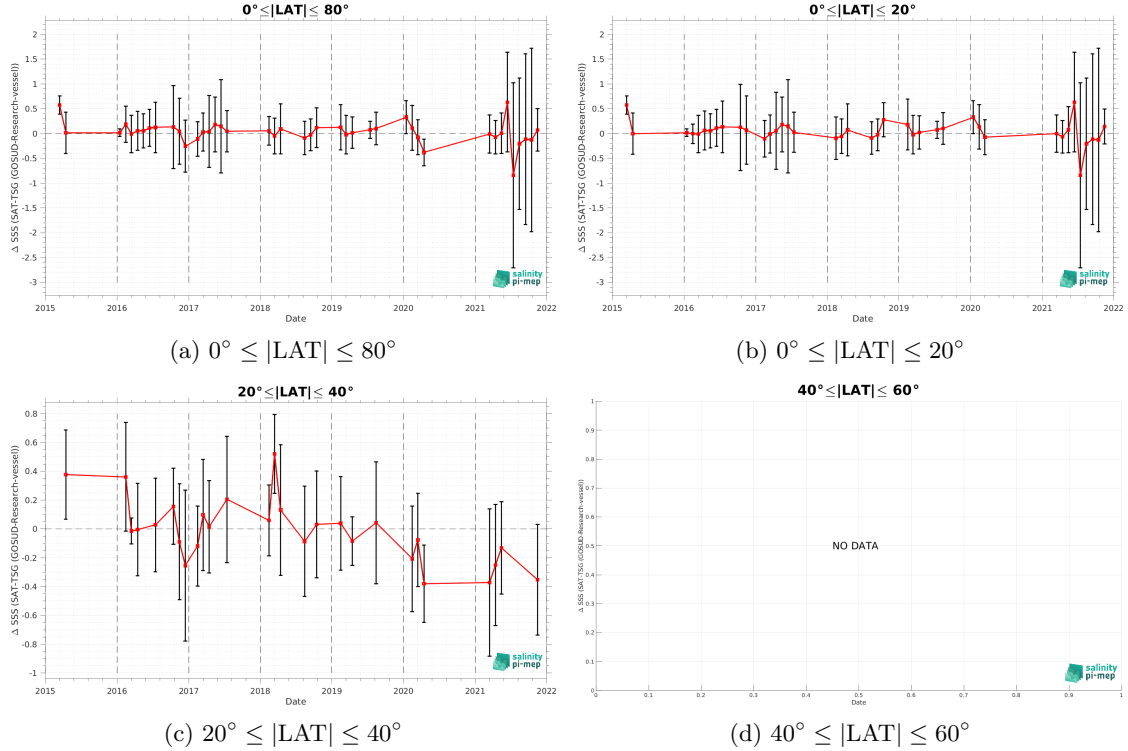 0°≤|LAT|≤ 80°
Δ SSS (SAT-TSG (GOSUD-Research-vessel))
2
1.5
1
0.5
0
-0.5
-1
-1.5
-2
-2.5
-3
2015 2016 2017 2018 2019 2020 2021 2022
Date
salinity
pi-mep
(a) 0° ≤ |LAT| ≤ 80°
0°≤|LAT|≤ 20°
Δ SSS (SAT-TSG (GOSUD-Research-vessel))
2
1.5
1
0.5
0
-0.5
-1
-1.5
-2
-2.5
-3
2015 2016 2017 2018 2019 2020 2021 2022
Date
salinity
pi-mep
(b) 0° ≤ |LAT| ≤ 20°
20°≤|LAT|≤ 40°
Δ SSS (SAT-TSG (GOSUD-Research-vessel))
0.8
0.6
0.4
0.2
0
-0.2
-0.4
-0.6
-0.8
-1
2015 2016 2017 2018 2019 2020 2021 2022
Date
salinity
pi-mep
(c) 20° ≤ |LAT| ≤ 40°
40°≤|LAT|≤ 60°
Δ SSS (SAT-TSG (GOSUD-Research-vessel))
1
0.9
0.8
0.7
0.6
0.5
0.4
0.3
0.2
0.1
0
NO DATA
0 0.1 0.2 0.3 0.4 0.5 0.6 0.7 0.8 0.9 1
Date
salinity
pi-mep
(d) 40° ≤ |LAT| ≤ 60°